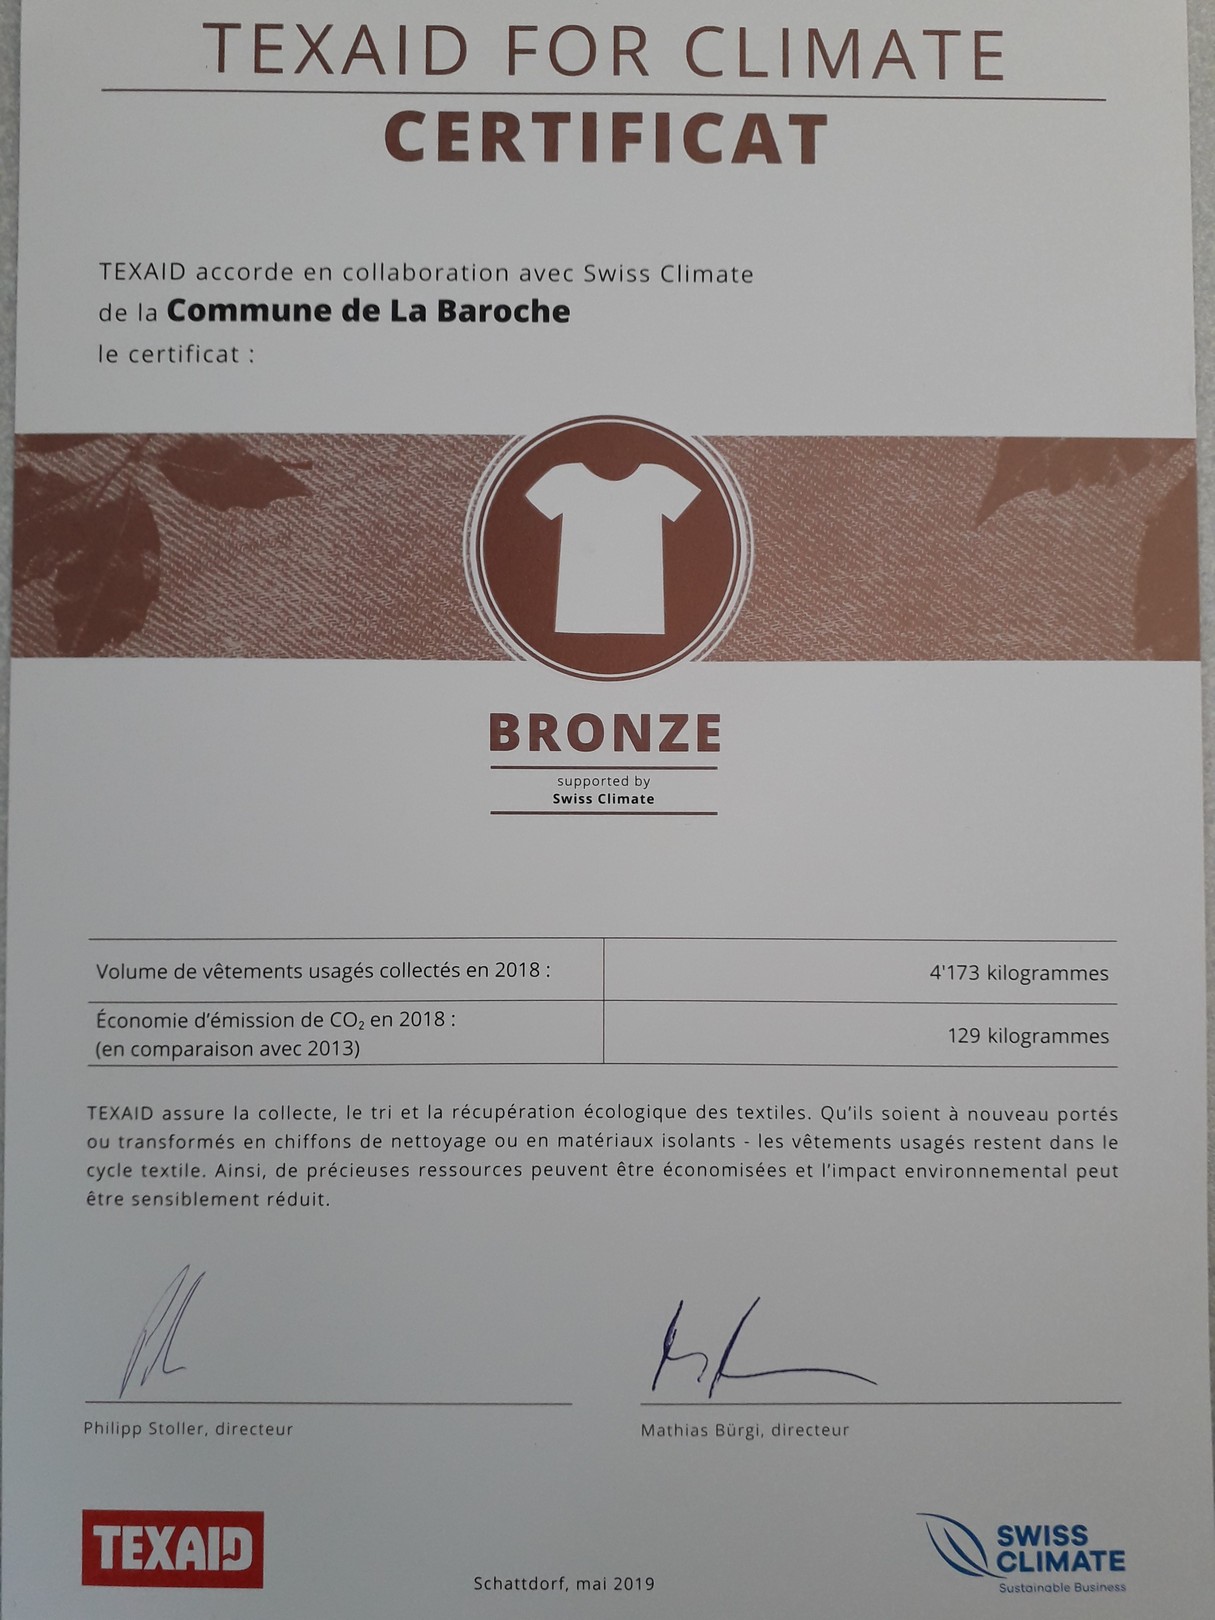 TEXAID FOR CLIMATE
CERTIFICAT
TEXAID accorde en collaboration avec Swiss Climate
de la Commune de La Baroche
le certificat :
BRONZE
supported by
Swiss Climate
Volume de vêtements usagés collectés en 2018 :
4'173 kilogrammes
Économie d’émission de CO₂ en 2018 :
(en comparaison avec 2013)
129 kilogrammes
TEXAID assure la collecte, le tri et la récupération écologique des textiles. Qu’ils soient à nouveau portés
ou transformés en chiffons de nettoyage ou en matériaux isolants - les vêtements usagés restent dans le
cycle textile. Ainsi, de précieuses ressources peuvent être économisées et l’impact environnemental peut
être sensiblement réduit.
Philipp Stoller, directeur
Mathias Bürgi, directeur
TEXAID
Schattdorf, mai 2019
SWISS
CLIMATE
Sustainable Business